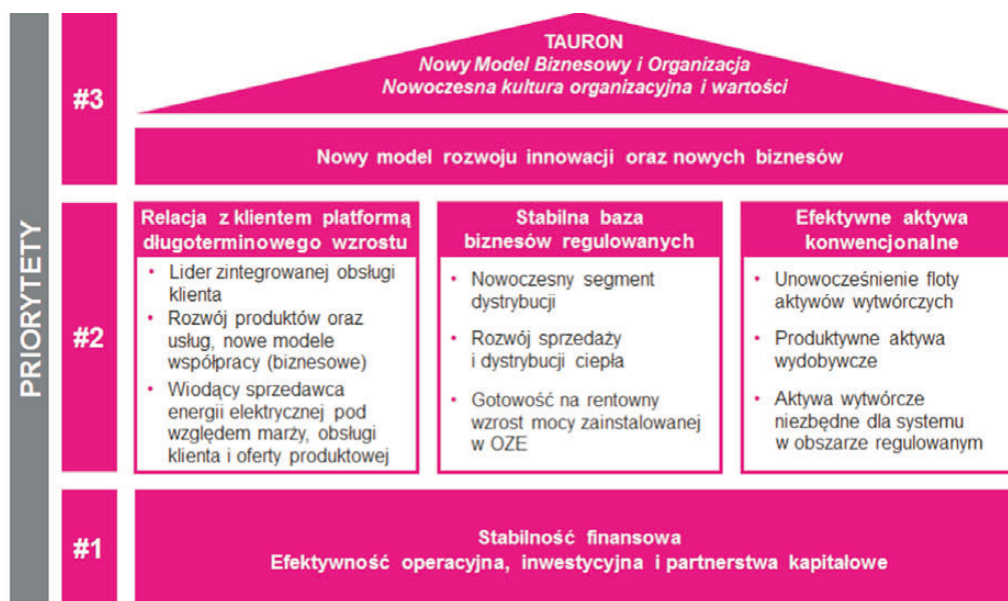 PRIORYTETY
#3
TAURON
Nowy Model Biznesowy i Organizacja
Nowoczesna kultura organizacyjna i wartości
Nowy model rozwoju innowacji oraz nowych biznesów
#2
Relacja z klientem platformą
długoterminowego wzrostu
• Lider zintegrowanej obsługi
klienta
• Rozwój produktów oraz
usług, nowe modele
współpracy (biznesowe)
• Wiodący sprzedawca
energii elektrycznej pod
względem marży, obsługi
klienta i oferty produktowej
Stabilna baza
biznesów regulowanych
• Nowoczesny segment
dystrybucji
• Rozwój sprzedaży
i dystrybucji ciepła
• Gotowość na rentowny
wzrost mocy zainstalowanej
w OZE
Efektywne aktywa
konwencjonalne
• Unowocześnienie floty
aktywów wytwórczych
• Produktywne aktywa
wydobywcze
• Aktywa wytwórcze
niezbędne dla systemu
w obszarze regulowanym
#1
Stabilność finansowa
Efektywność operacyjna, inwestycyjna i partnerstwa kapitałowe